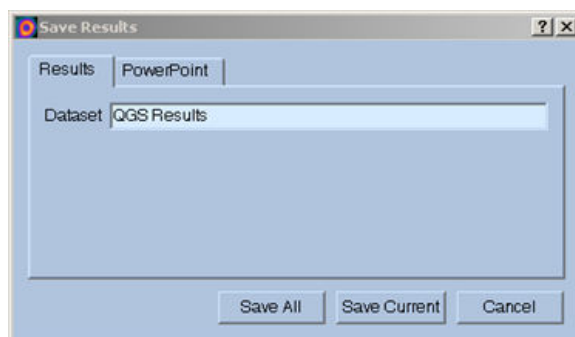 Save Results
Results PowerPoint
Dataset QGS Results
Save All Save Current Cancel